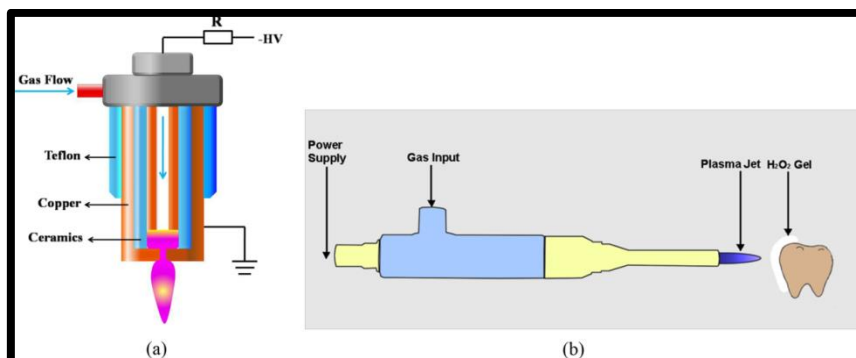 R
-HV
Gas Flow
Teflon
Copper
Ceramics
(a)
Power
Supply
Gas Input
Plasma Jet
H₂O₂ Gel
(b)